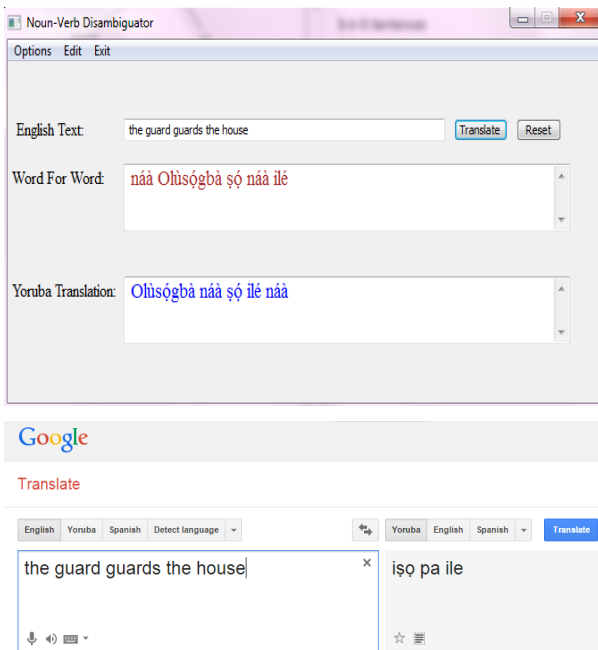 Noun-Verb Disambiguator
Options Edit Exit
English Text: the guard guards the house Translate Reset
Word For Word: náà Olùsọ́gbà ṣọ́ náà ilé
Yoruba Translation: Olùsọ́gbà náà ṣọ́ ilé náà
Google
Translate
English Yoruba Spanish Detect language Yoruba English Spanish Translate
the guard guards the house iṣọ pa ile